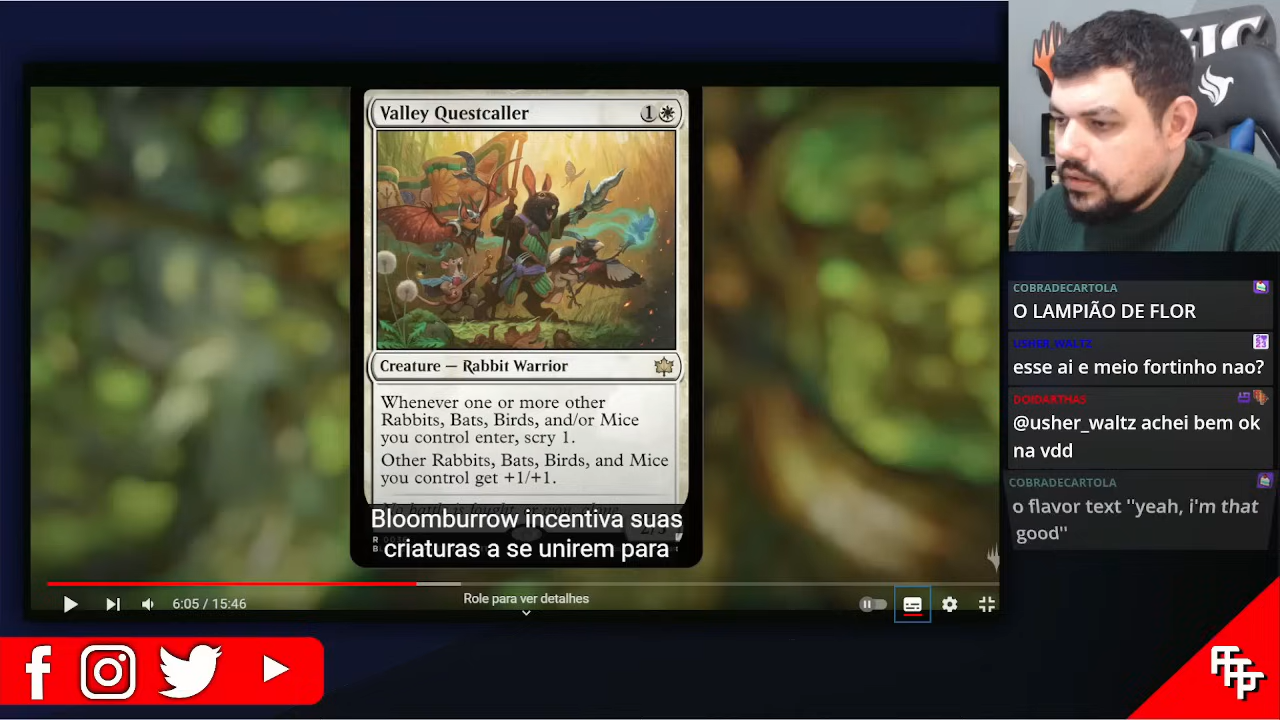 Valley Questcaller
1
Creature — Rabbit Warrior
Whenever one or more other
Rabbits, Bats, Birds, and/or Mice
you control enter, scry 1.
Other Rabbits, Bats, Birds, and Mice
you control get +1/+1.
Bloomburrow incentiva suas
criaturas a se unirem para
6:05 / 15:46
Role para ver detalhes
COBRADECARTOLA
O LAMPIÃO DE FLOR
USHER_WALTZ
esse ai e meio fortinho nao?
DOIDARTHAS
@usher_waltz achei bem ok
na vdd
COBRADECARTOLA
o flavor text "yeah, i'm that
good"